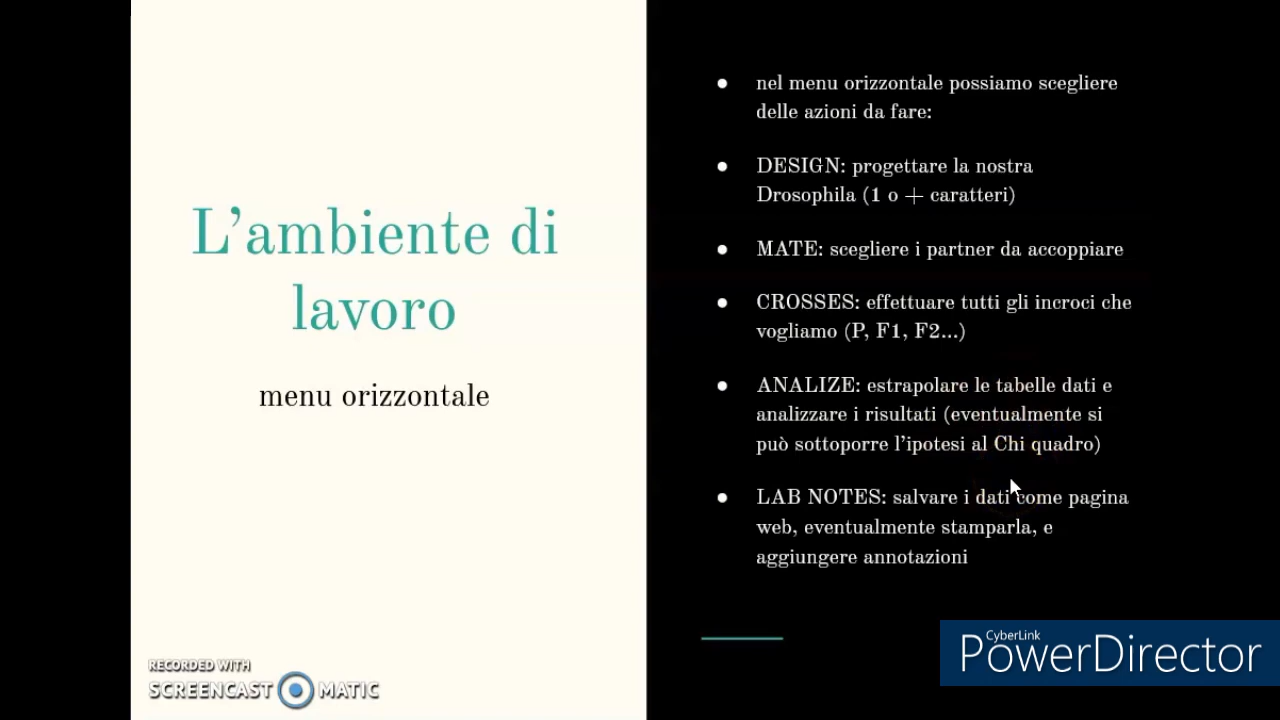 L'ambiente di
lavoro
menu orizzontale
● nel menu orizzontale possiamo scegliere
delle azioni da fare:
● DESIGN: progettare la nostra
Drosophila (1 o + caratteri)
● MATE: scegliere i partner da accoppiare
● CROSSES: effettuare tutti gli incroci che
vogliamo (P, F1, F2...)
● ANALIZE: estrapolare le tabelle dati e
analizzare i risultati (eventualmente si
può sottoporre l'ipotesi al Chi quadro)
● LAB NOTES: salvare i dati come pagina
web, eventualmente stamparla, e
aggiungere annotazioni
RECORDED WITH
SCREENCAST MATIC
CyberLink
PowerDirector